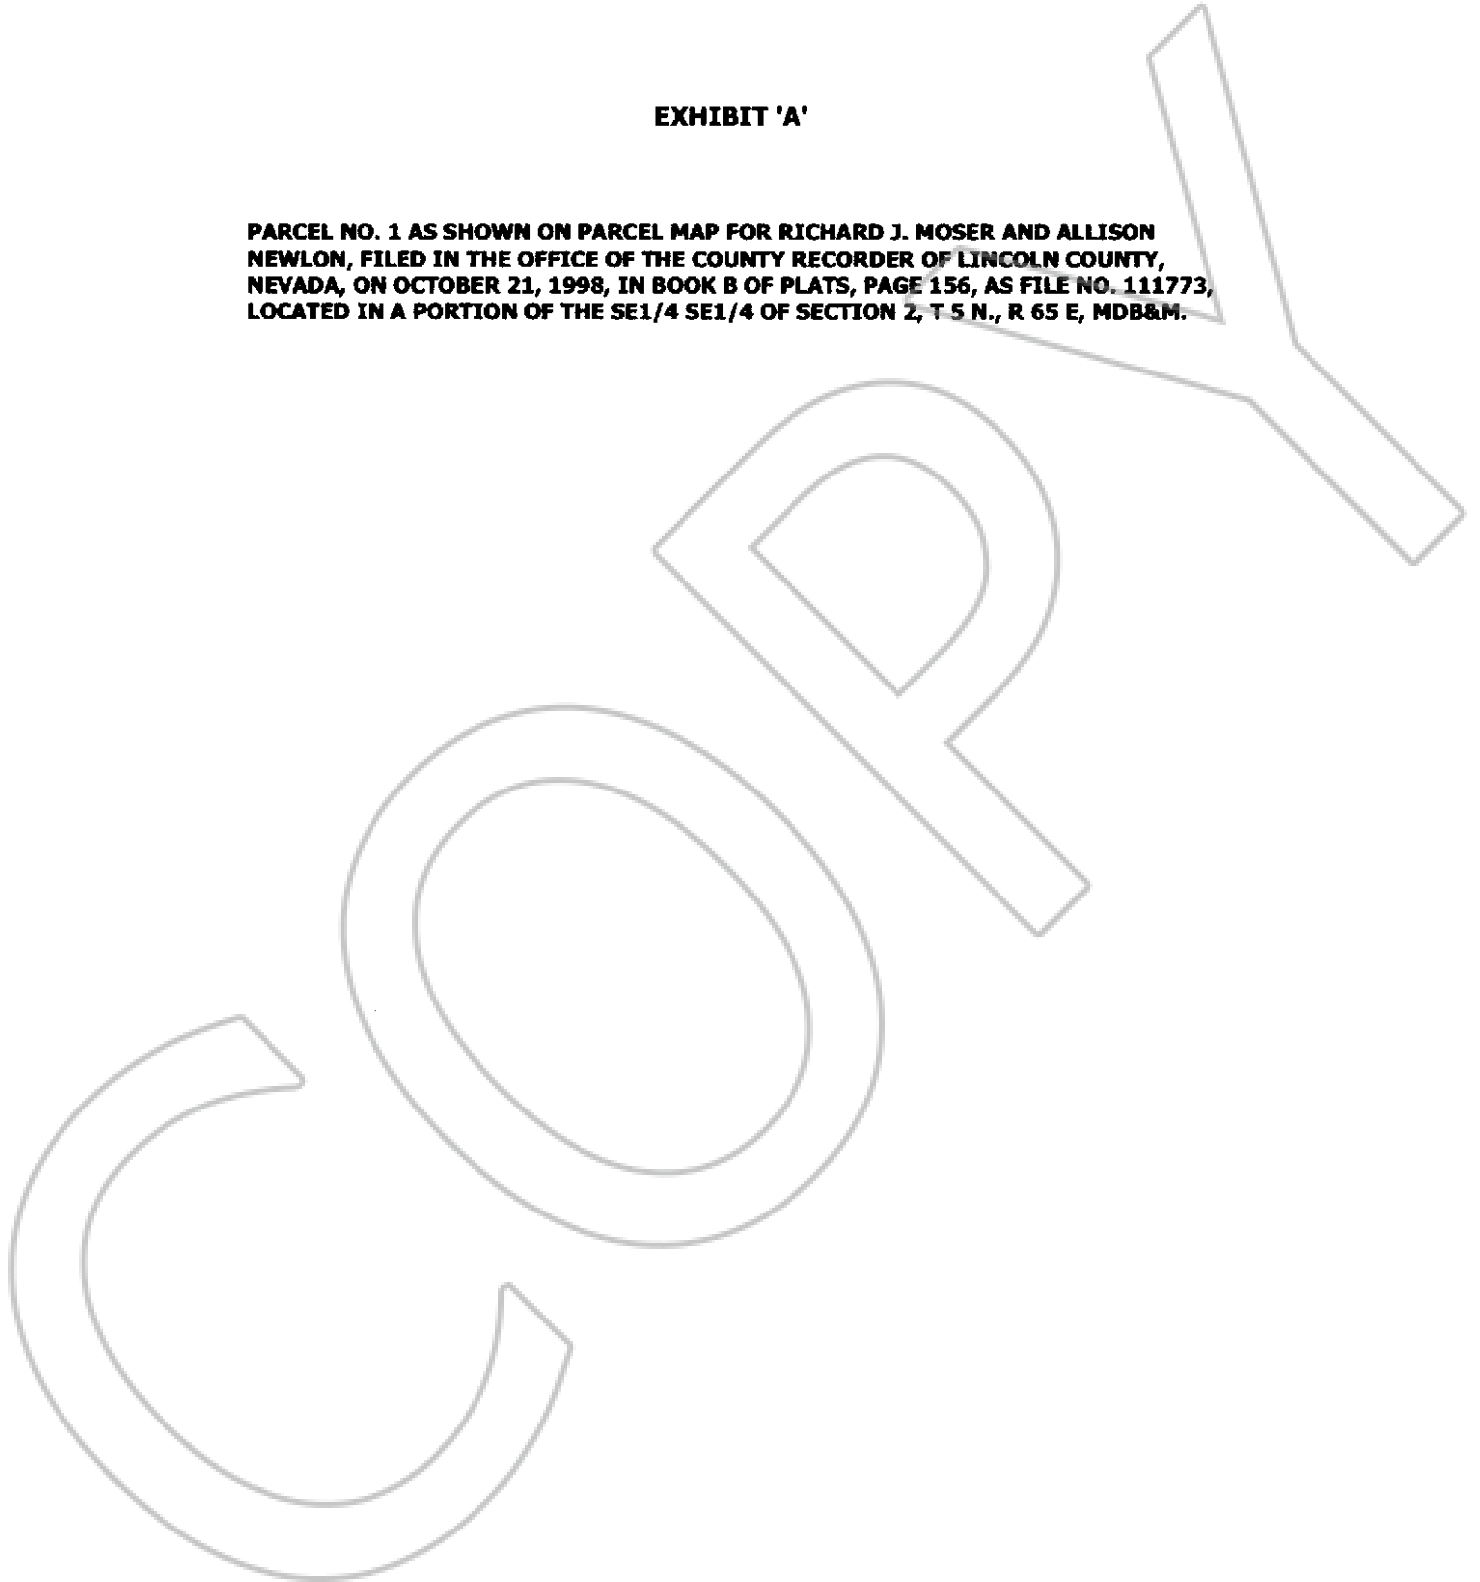 EXHIBIT 'A'
PARCEL NO. 1 AS SHOWN ON PARCEL MAP FOR RICHARD J. MOSER AND ALLISON
NEWLON, FILED IN THE OFFICE OF THE COUNTY RECORDER OF LINCOLN COUNTY,
NEVADA, ON OCTOBER 21, 1998, IN BOOK B OF PLATS, PAGE 156, AS FILE NO. 111773,
LOCATED IN A PORTION OF THE SE1/4 SE1/4 OF SECTION 2, T 5 N., R 65 E, MDB&M.
COPY